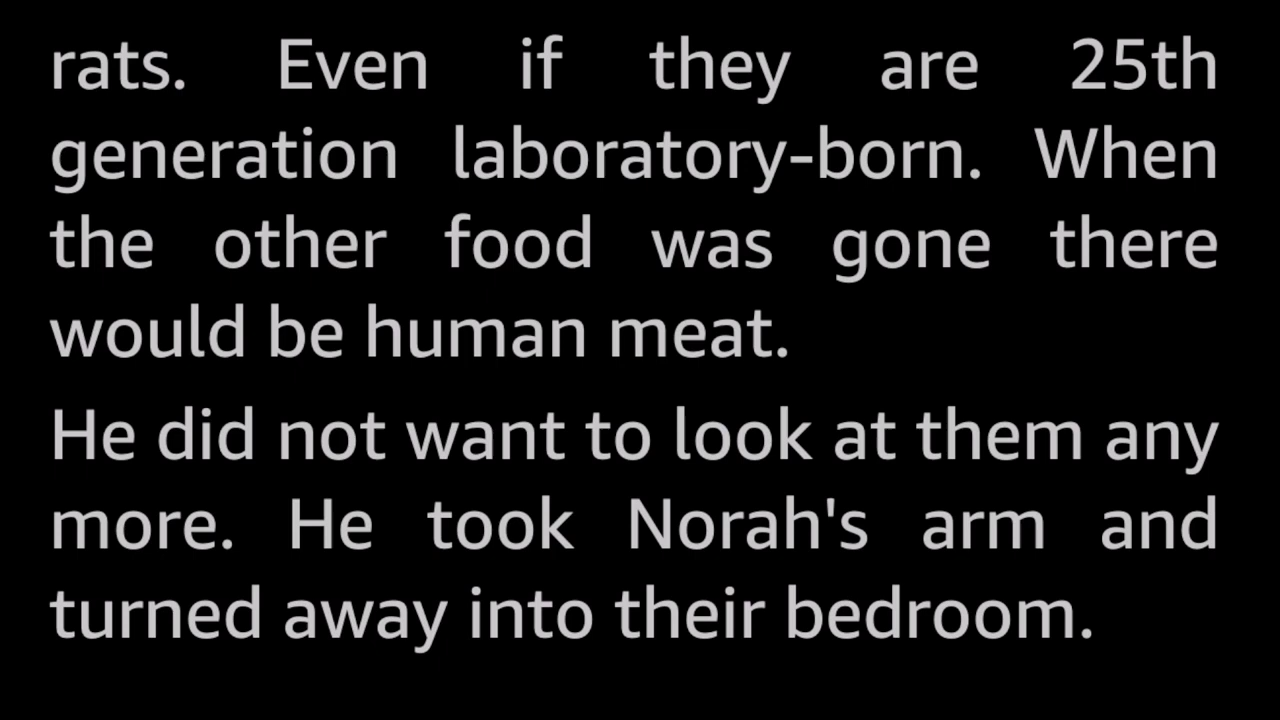 rats. Even if they are 25th
generation laboratory-born. When
the other food was gone there
would be human meat.
He did not want to look at them any
more. He took Norah's arm and
turned away into their bedroom.